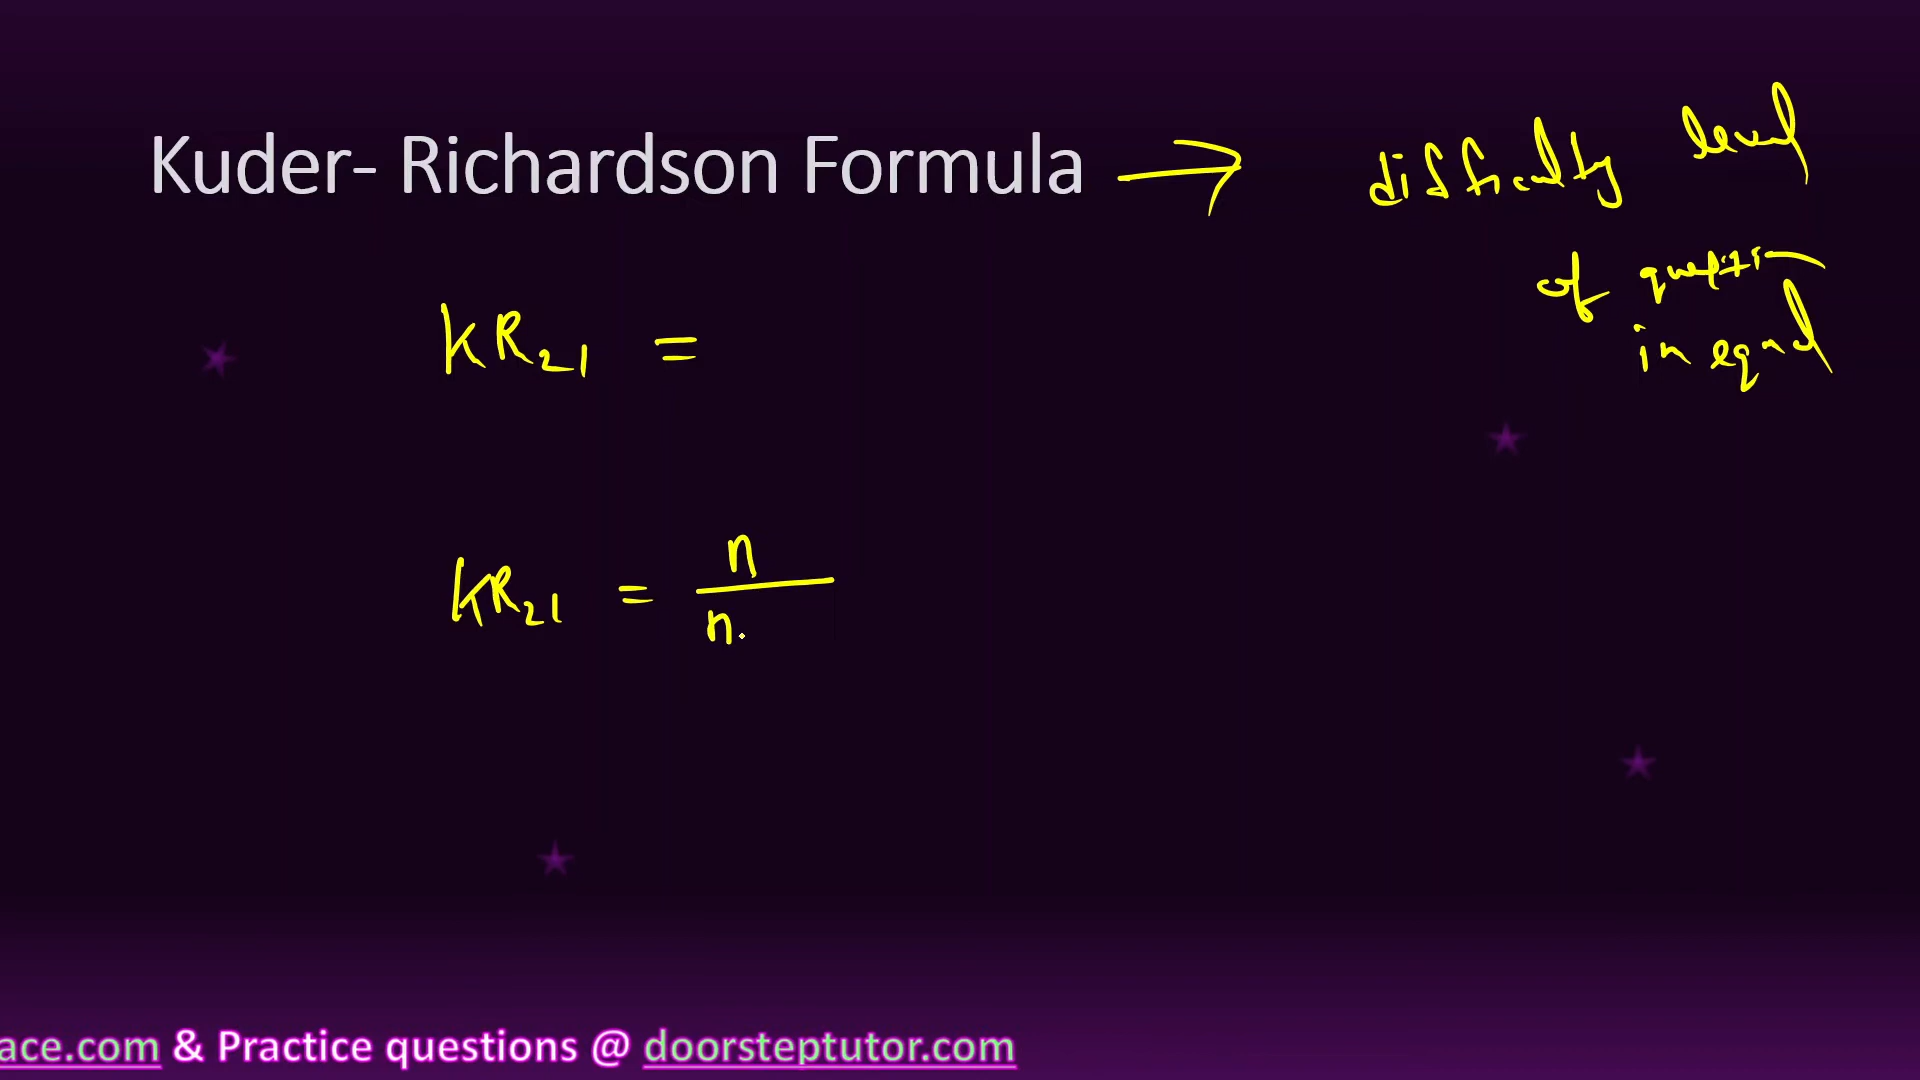 Kuder- Richardson Formula → difficulty level
of question
in equal
KR21 =
KR21 = n
n
ace.com & Practice questions @ doorsteptutor.com